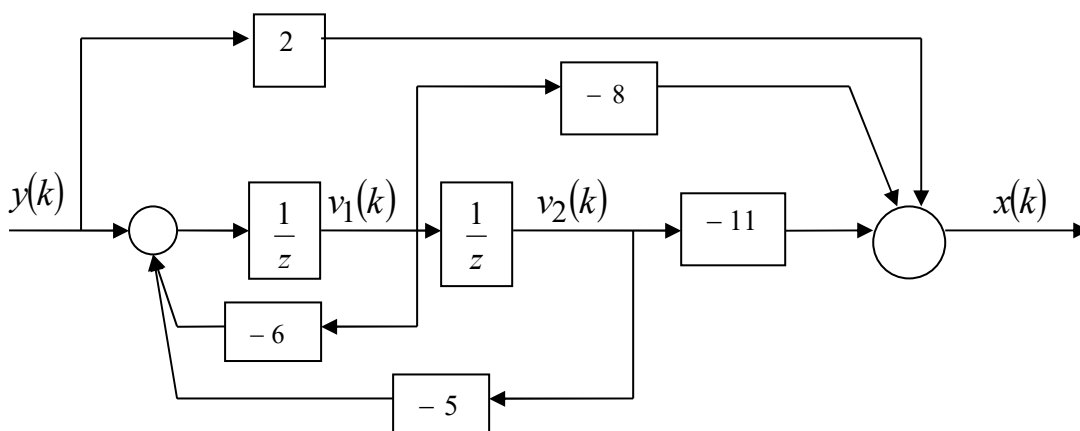 2
– 8
y(k)
1
z
v₁(k)
1
z
v₂(k)
– 11
x(k)
– 6
– 5